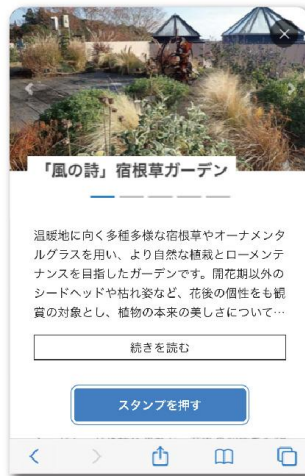 「風の詩」宿根草ガーデン
温暖地に向く多種多様な宿根草やオーナメンタ
ルグラスを用い、より自然な植栽とローメンテ
ナンスを目指したガーデンです。開花期以外の
シードヘッドや枯れ姿など、花後の個性をも観
賞の対象とし、植物の本来の美しさについて…
続きを読む
スタンプを押す